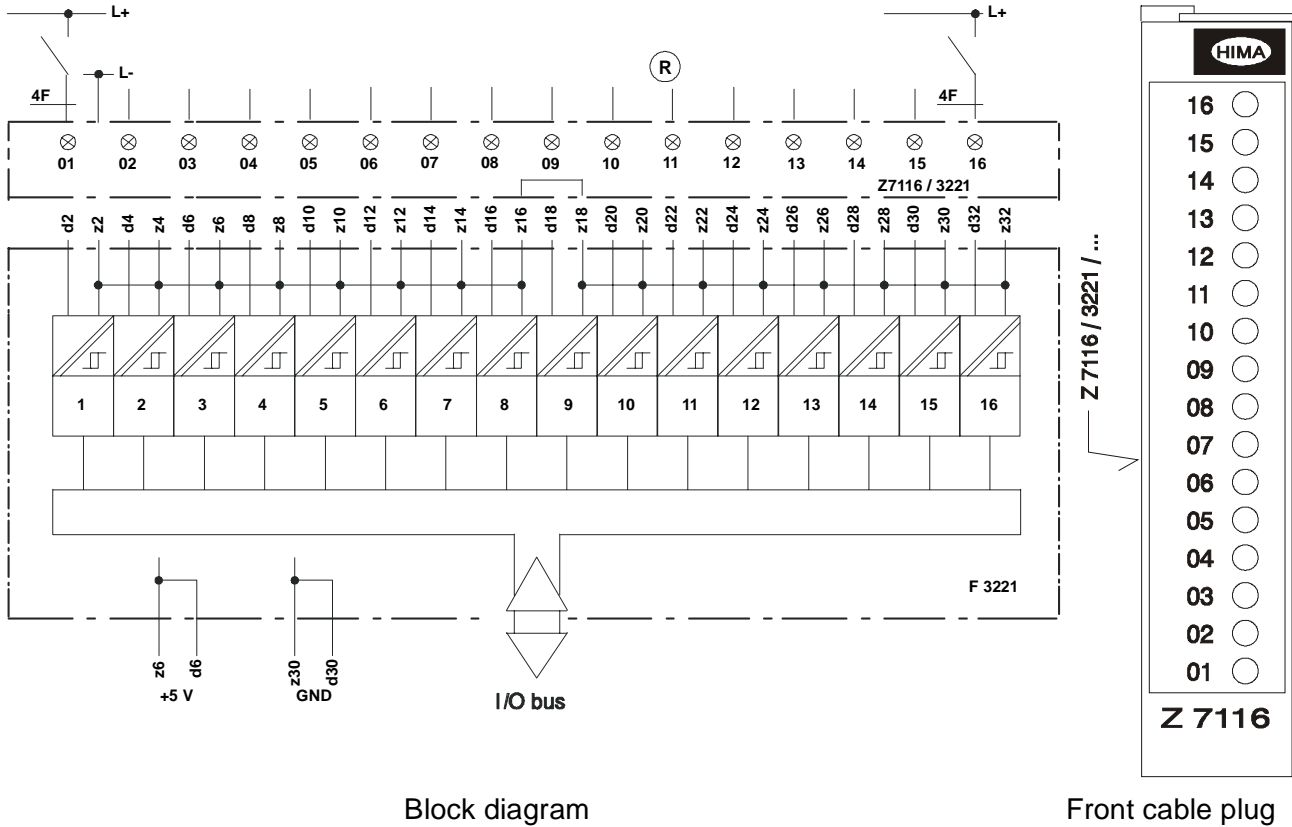 L+ L+
L-
R
4F 4F
01 02 03 04 05 06 07 08 09 10 11 12 13 14 15 16
Z7116 / 3221
d2 z2 d4 z4 d6 z6 d8 z8 d10 z10 d12 z12 d14 z14 d16 z16 d18 z18 d20 z20 d22 z22 d24 z24 d26 z26 d28 z28 d30 z30 d32 z32
1 2 3 4 5 6 7 8 9 10 11 12 13 14 15 16
F 3221
z6 d6 z30 d30
+5 V GND
I/O bus
Block diagram
Z 7116 / 3221 / ...
HIMA
16
15
14
13
12
11
10
09
08
07
06
05
04
03
02
01
Z 7116
Front cable plug